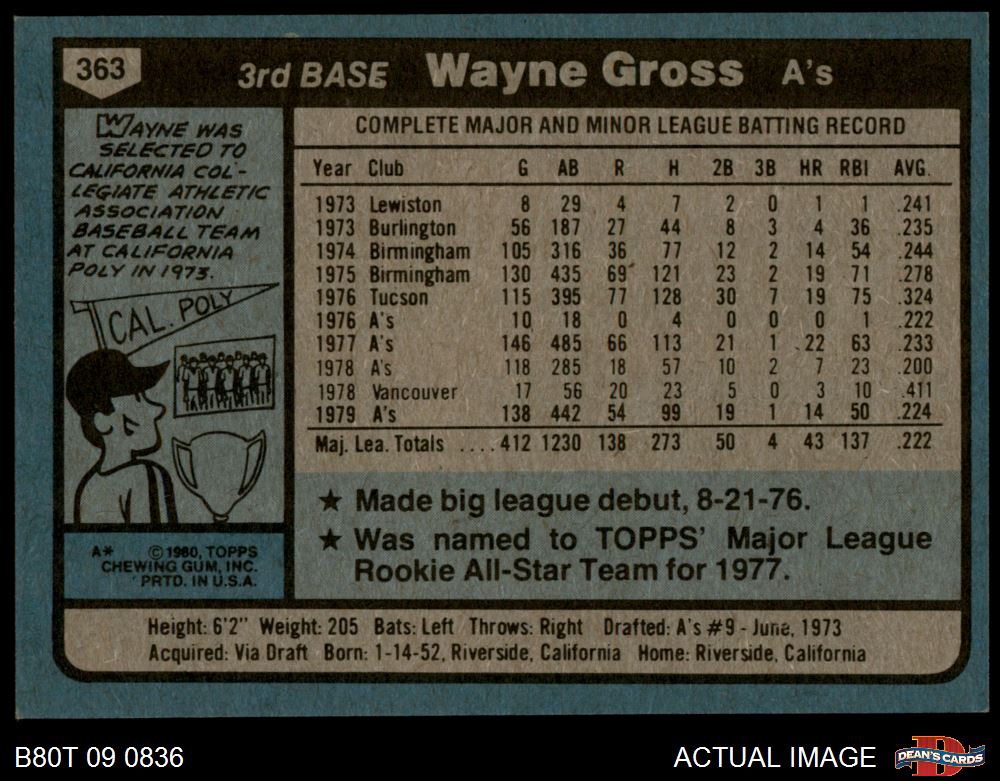 363 3rd BASE Wayne Gross A's
WAYNE WAS
SELECTED TO
CALIFORNIA COL-
LEGIATE ATHLETIC
ASSOCIATION
BASEBALL TEAM
AT CALIFORNIA
POLY IN 1973.
CAL. POLY
A* © 1980, TOPPS
CHEWING GUM, INC.
PRTD. IN U.S.A.
COMPLETE MAJOR AND MINOR LEAGUE BATTING RECORD
Year Club G AB R H 2B 3B HR RBI AVG.
1973 Lewiston 8 29 4 7 2 0 1 1 .241
1973 Burlington 56 187 27 44 8 3 4 36 .235
1974 Birmingham 105 316 36 77 12 2 14 54 .244
1975 Birmingham 130 435 69 121 23 2 19 71 .278
1976 Tucson 115 395 77 128 30 7 19 75 .324
1976 A's 10 18 0 4 0 0 0 1 .222
1977 A's 146 485 66 113 21 1 22 63 .233
1978 A's 118 285 18 57 10 2 7 23 .200
1978 Vancouver 17 56 20 23 5 0 3 10 .411
1979 A's 138 442 54 99 19 1 14 50 .224
Maj. Lea. Totals ....412 1230 138 273 50 4 43 137 .222
★ Made big league debut, 8-21-76.
★ Was named to TOPPS' Major League
Rookie All-Star Team for 1977.
Height: 6'2" Weight: 205 Bats: Left Throws: Right Drafted: A's #9 - June, 1973
Acquired: Via Draft Born: 1-14-52, Riverside, California Home: Riverside, California
B80T 09 0836 ACTUAL IMAGE DEAN'S CARDS